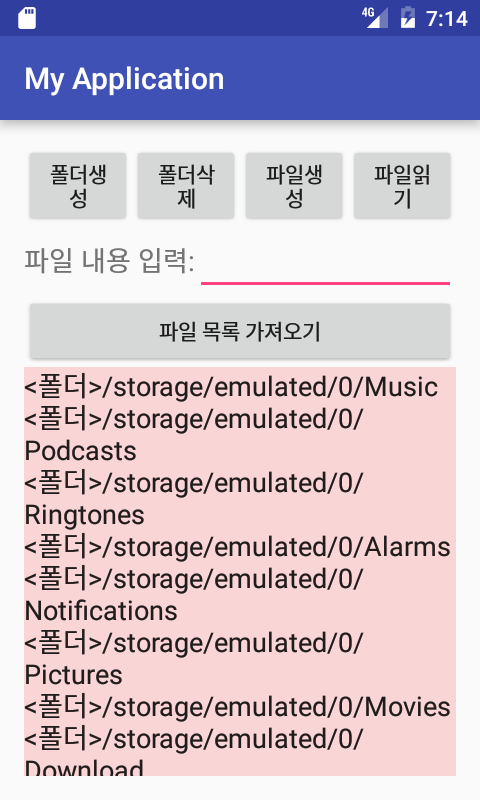 4G 7:14
My Application
폴더생
성
폴더삭
제
파일생
성
파일읽
기
파일 내용 입력:
파일 목록 가져오기
<폴더>/storage/emulated/0/Music
<폴더>/storage/emulated/0/
Podcasts
<폴더>/storage/emulated/0/
Ringtones
<폴더>/storage/emulated/0/Alarms
<폴더>/storage/emulated/0/
Notifications
<폴더>/storage/emulated/0/
Pictures
<폴더>/storage/emulated/0/Movies
<폴더>/storage/emulated/0/
Download